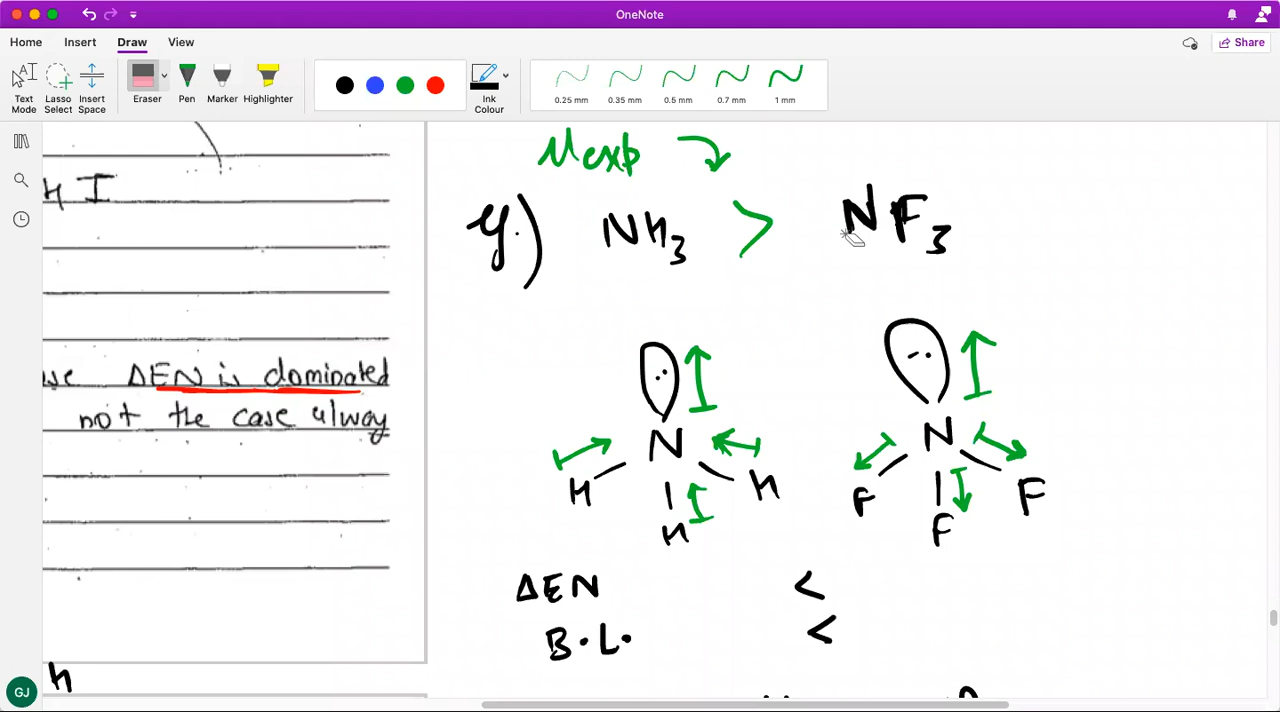 OneNote
Home Insert Draw View
Share
Text Mode
Lasso Select
Insert Space
Eraser
Pen
Marker
Highlighter
Ink Colour
0.25 mm
0.35 mm
0.5 mm
0.7 mm
1 mm
I
ΔEN is dominated
not the case alway
h
GJ
μexp
eg.) NH3 > NF3
N
H H
H
N
F F
F
ΔEN <
B.L. <